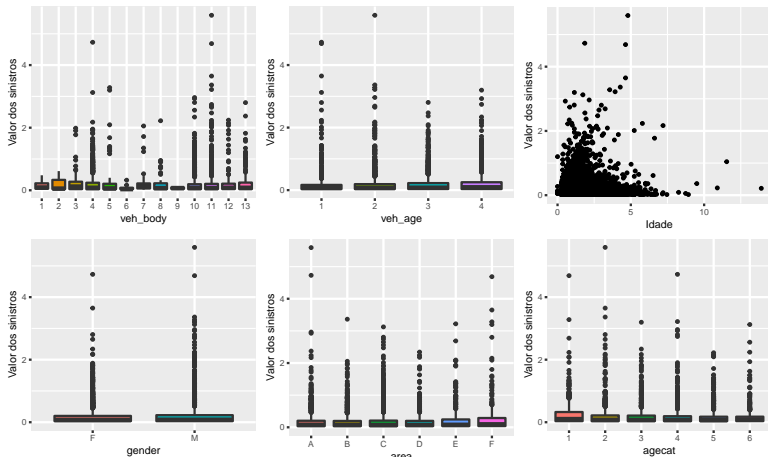 Valor dos sinistros
4
2
0
1 2 3 4 5 6 7 8 9 10 11 12 13
veh_body
Valor dos sinistros
4
2
0
1 2 3 4
veh_age
Valor dos sinistros
4
2
0
0 5 10
Idade
Valor dos sinistros
4
2
0
F M
gender
Valor dos sinistros
4
2
0
A B C D E F
area
Valor dos sinistros
4
2
0
1 2 3 4 5 6
agecat